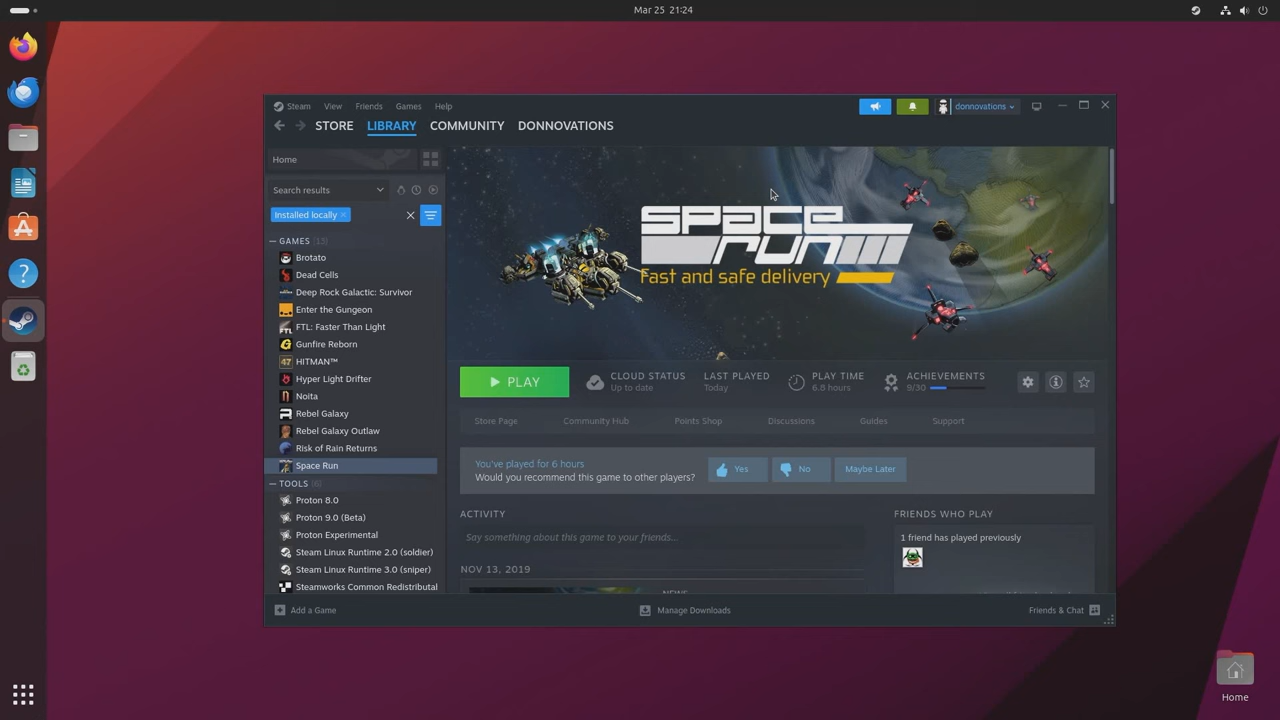 Mar 25 21:24
Steam View Friends Games Help
donnovations
STORE LIBRARY COMMUNITY DONNOVATIONS
Home
Search results
Installed locally
GAMES (13)
Brotato
Dead Cells
Deep Rock Galactic: Survivor
Enter the Gungeon
FTL: Faster Than Light
Gunfire Reborn
HITMAN™
Hyper Light Drifter
Noita
Rebel Galaxy
Rebel Galaxy Outlaw
Risk of Rain Returns
Space Run
TOOLS (6)
Proton 8.0
Proton 9.0 (Beta)
Proton Experimental
Steam Linux Runtime 2.0 (soldier)
Steam Linux Runtime 3.0 (sniper)
Steamworks Common Redistributal
SPACE
RUN
Fast and safe delivery
PLAY
CLOUD STATUS
Up to date
LAST PLAYED
Today
PLAY TIME
6.8 hours
ACHIEVEMENTS
9/30
Store Page Community Hub Points Shop Discussions Guides Support
You've played for 6 hours
Would you recommend this game to other players?
Yes No Maybe Later
ACTIVITY
Say something about this game to your friends...
NOV 13, 2019
NEWS
FRIENDS WHO PLAY
1 friend has played previously
Add a Game
Manage Downloads
Friends & Chat
Home